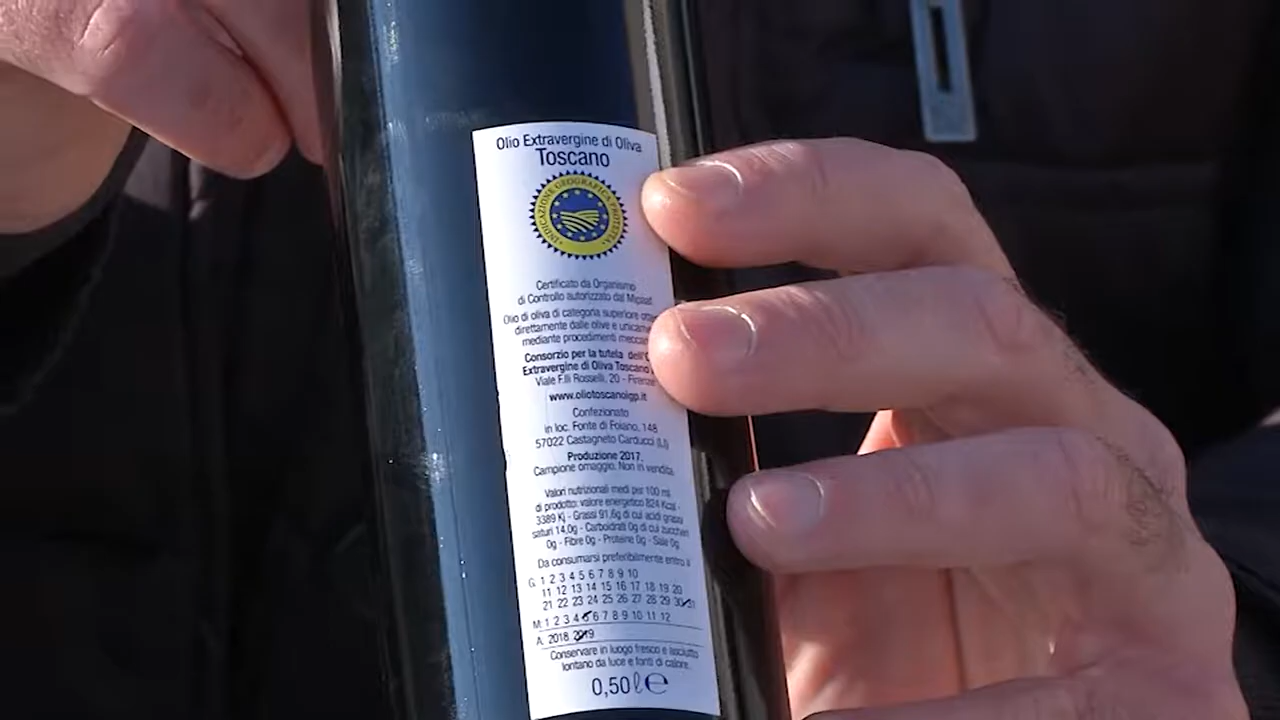 Olio Extravergine di Oliva
Toscano
INDICAZIONE GEOGRAFICA PROTETTA
Certificato da Organismo
di Controllo autorizzato dal Mipaaf
Olio di oliva di categoria superiore
direttamente dalle olive e
mediante procedimenti
Consorzio per la tutela
Extravergine di Oliva Toscano
Viale F.lli Rosselli, 20 - Firenze
www.oliotoscanoigp.it
Confezionato
in loc. Fonte di Foiano, 148
57022 Castagneto Carducci (LI)
Produzione 2017.
Campione omaggio. Non in vendita.
Valori nutrizionali medi per 100 ml
di prodotto: valore energetico 824 Kcal -
3389 Kj - Grassi 91,6g di cui acidi grassi
saturi 14,0g - Carboidrati 0g di cui zuccheri
0g - Fibre 0g - Proteine 0g - Sale 0g
Da consumarsi preferibilmente entro il
G. 1 2 3 4 5 6 7 8 9 10
11 12 13 14 15 16 17 18 19 20
21 22 23 24 25 26 27 28 29 30 31
M. 1 2 3 4 5 6 7 8 9 10 11 12
A. 2018 2019
Conservare in luogo fresco e asciutto
lontano da luce e fonti di calore.
0,50 ℓ ℮